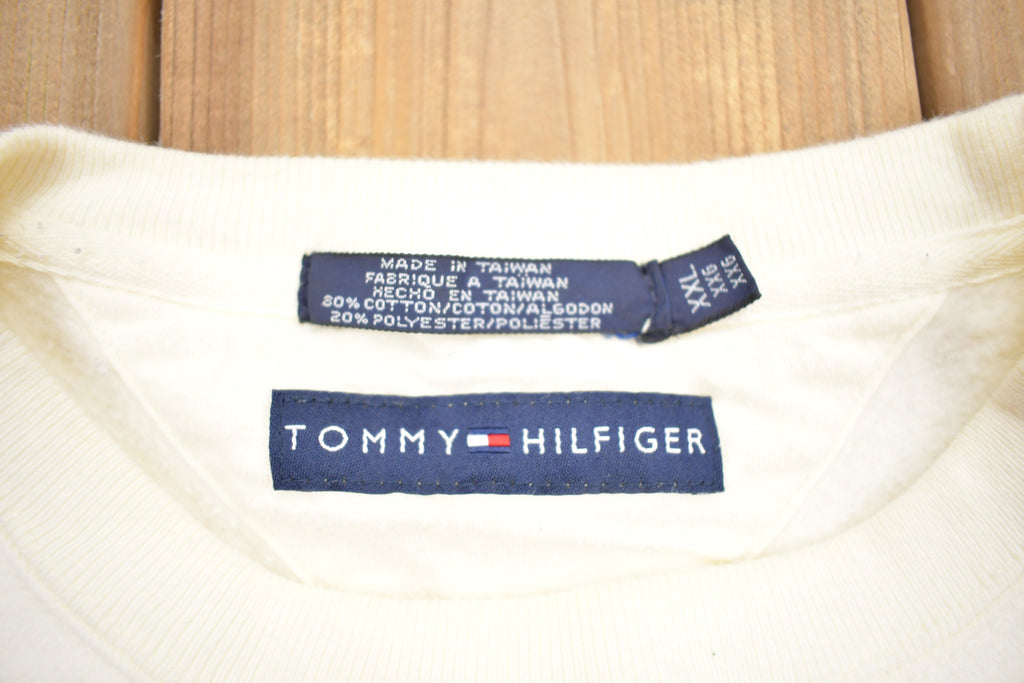 MADE IN TAIWAN
FABRIQUE A TAIWAN
HECHO EN TAIWAN
80% COTTON/COTON/ALGODON
20% POLYESTER/POLIESTER
XXL
XXG
XXG
TOMMY HILFIGER